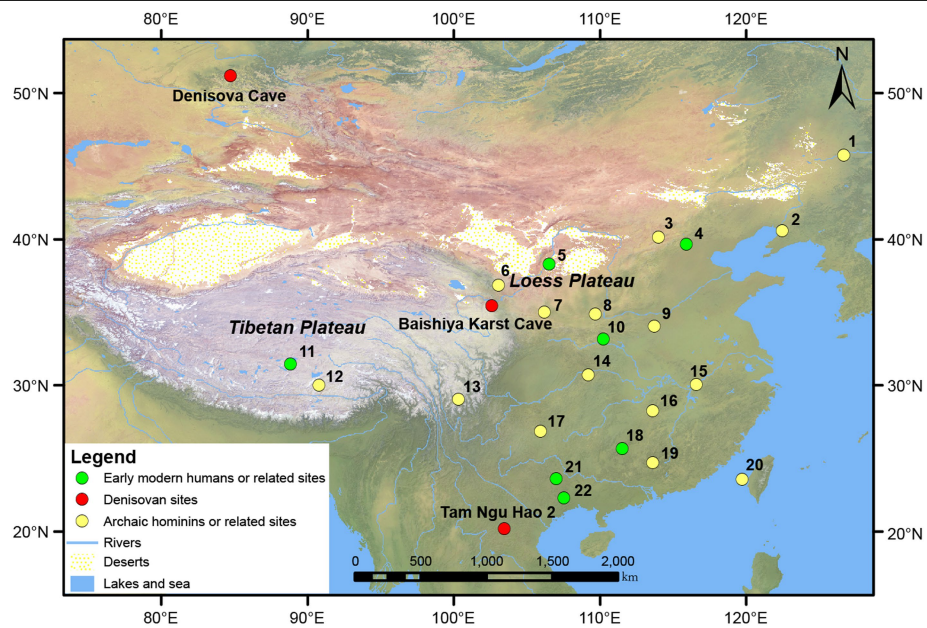 80°E 90°E 100°E 110°E 120°E
N
Denisova Cave
50°N 50°N
1
2
3
4
40°N 40°N
5
6
Loess Plateau
7
8
9
Baishiya Karst Cave
10
Tibetan Plateau
11
12
13
14
15
30°N 30°N
16
17
18
19
20
21
22
Tam Ngu Hao 2
20°N 20°N
Legend
Early modern humans or related sites
Denisovan sites
Archaic hominins or related sites
Rivers
Deserts
Lakes and sea
0 500 1,000 1,500 2,000
km
80°E 90°E 100°E 110°E 120°E